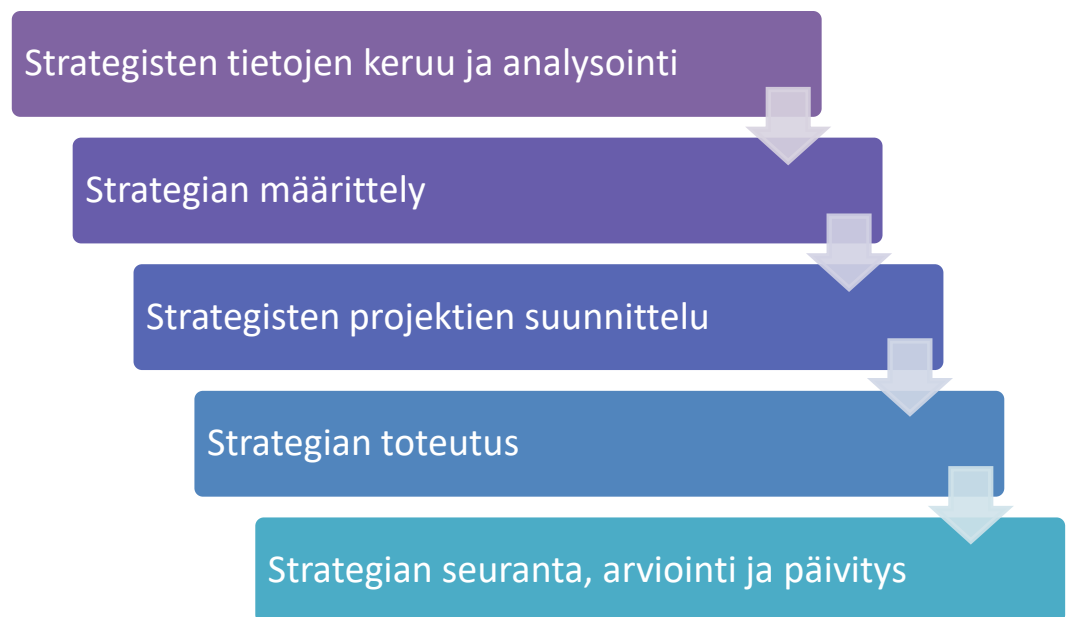 Strategisten tietojen keruu ja analysointi
Strategian määrittely
Strategisten projektien suunnittelu
Strategian toteutus
Strategian seuranta, arviointi ja päivitys